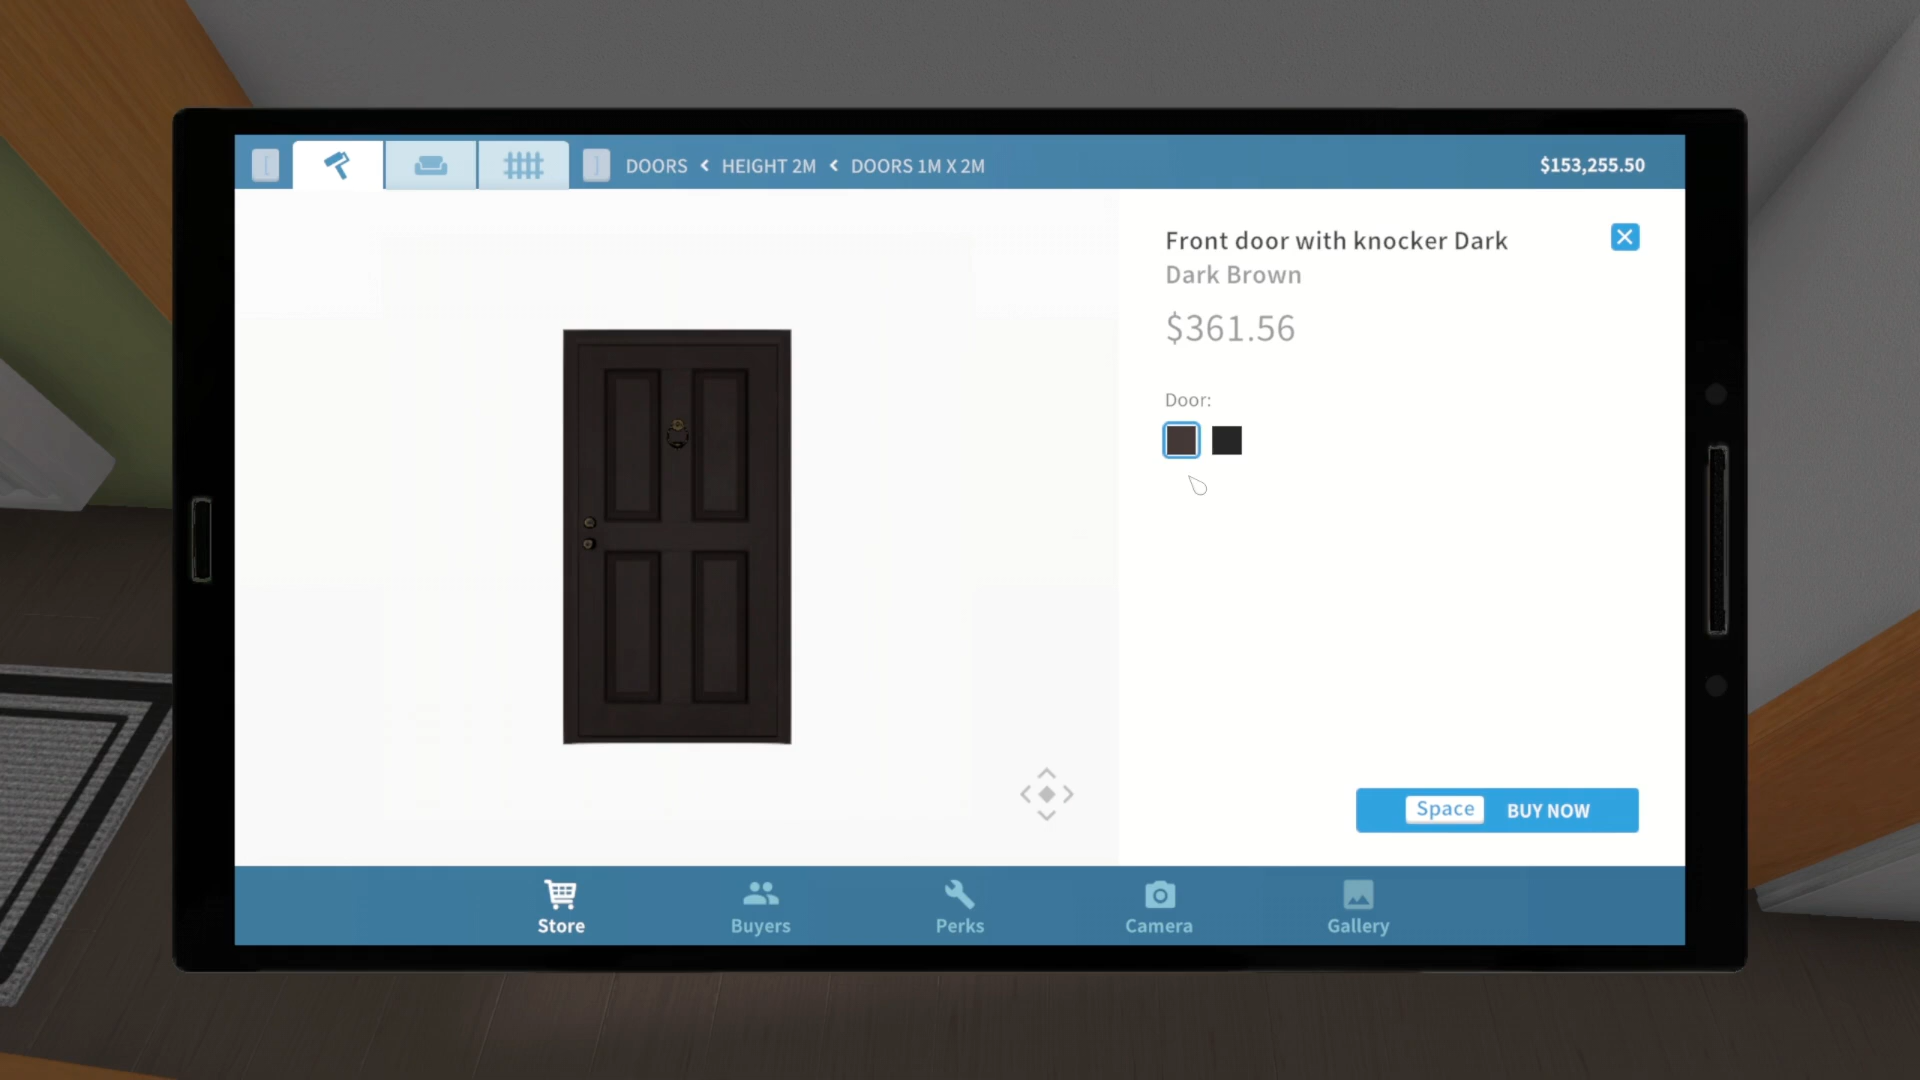 [
]
DOORS < HEIGHT 2M < DOORS 1M X 2M
$153,255.50
Front door with knocker Dark
Dark Brown
$361.56
Door:
Space BUY NOW
Store
Buyers
Perks
Camera
Gallery